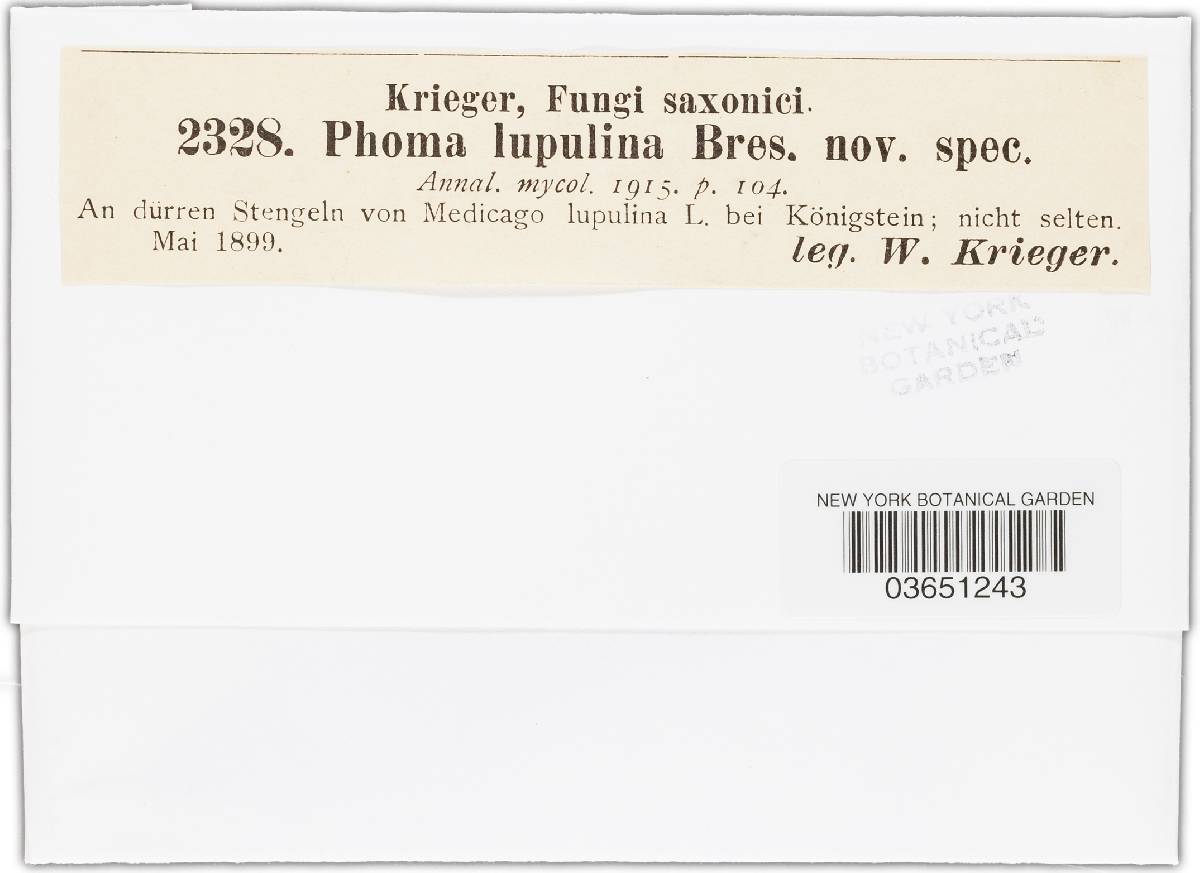 Krieger, Fungi saxonici.
2328. Phoma lupulina Bres. nov. spec.
Annal. mycol. 1915. p. 104.
An dürren Stengeln von Medicago lupulina L. bei Königstein; nicht selten.
Mai 1899.
leg. W. Krieger.
NEW YORK
BOTANICAL
GARDEN
NEW YORK BOTANICAL GARDEN
03651243